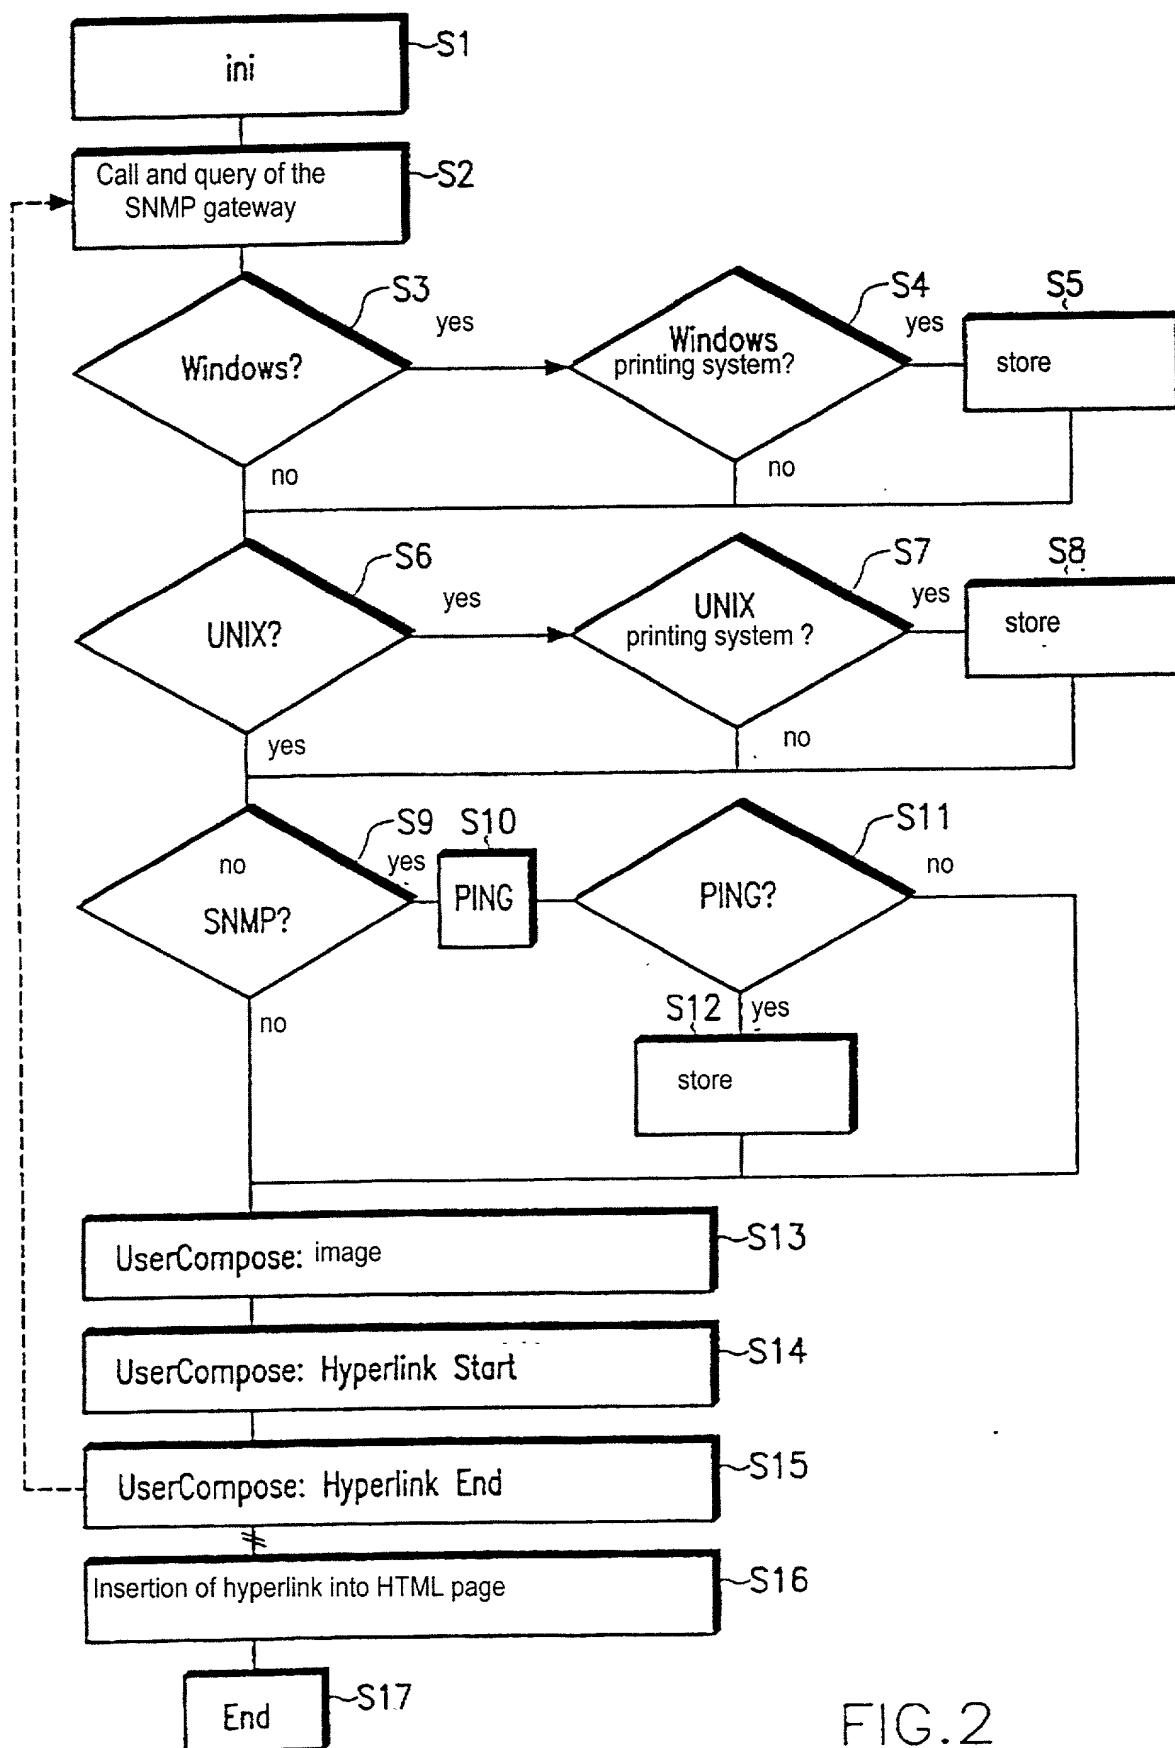 S1
ini
S2
Call and query of the
SNMP gateway
S3
yes
Windows?
no
S4
yes
Windows
printing system?
no
S5
store
S6
yes
UNIX?
yes
S7
yes
UNIX
printing system ?
no
S8
store
S9
no
yes
SNMP?
no
S10
PING
S11
no
PING?
yes
S12
store
UserCompose: image
S13
UserCompose: Hyperlink Start
S14
UserCompose: Hyperlink End
S15
Insertion of hyperlink into HTML page
S16
End
S17
FIG.2